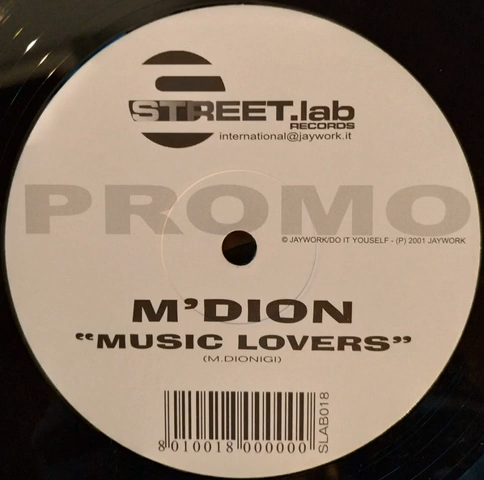 STREET.lab
RECORDS
international@jaywork.it
PROMO
© JAYWORK/DO IT YOUSELF - (P) 2001 JAYWORK
M'DION
“MUSIC LOVERS”
(M.DIONIGI)
SLAB018
8 010018 000000